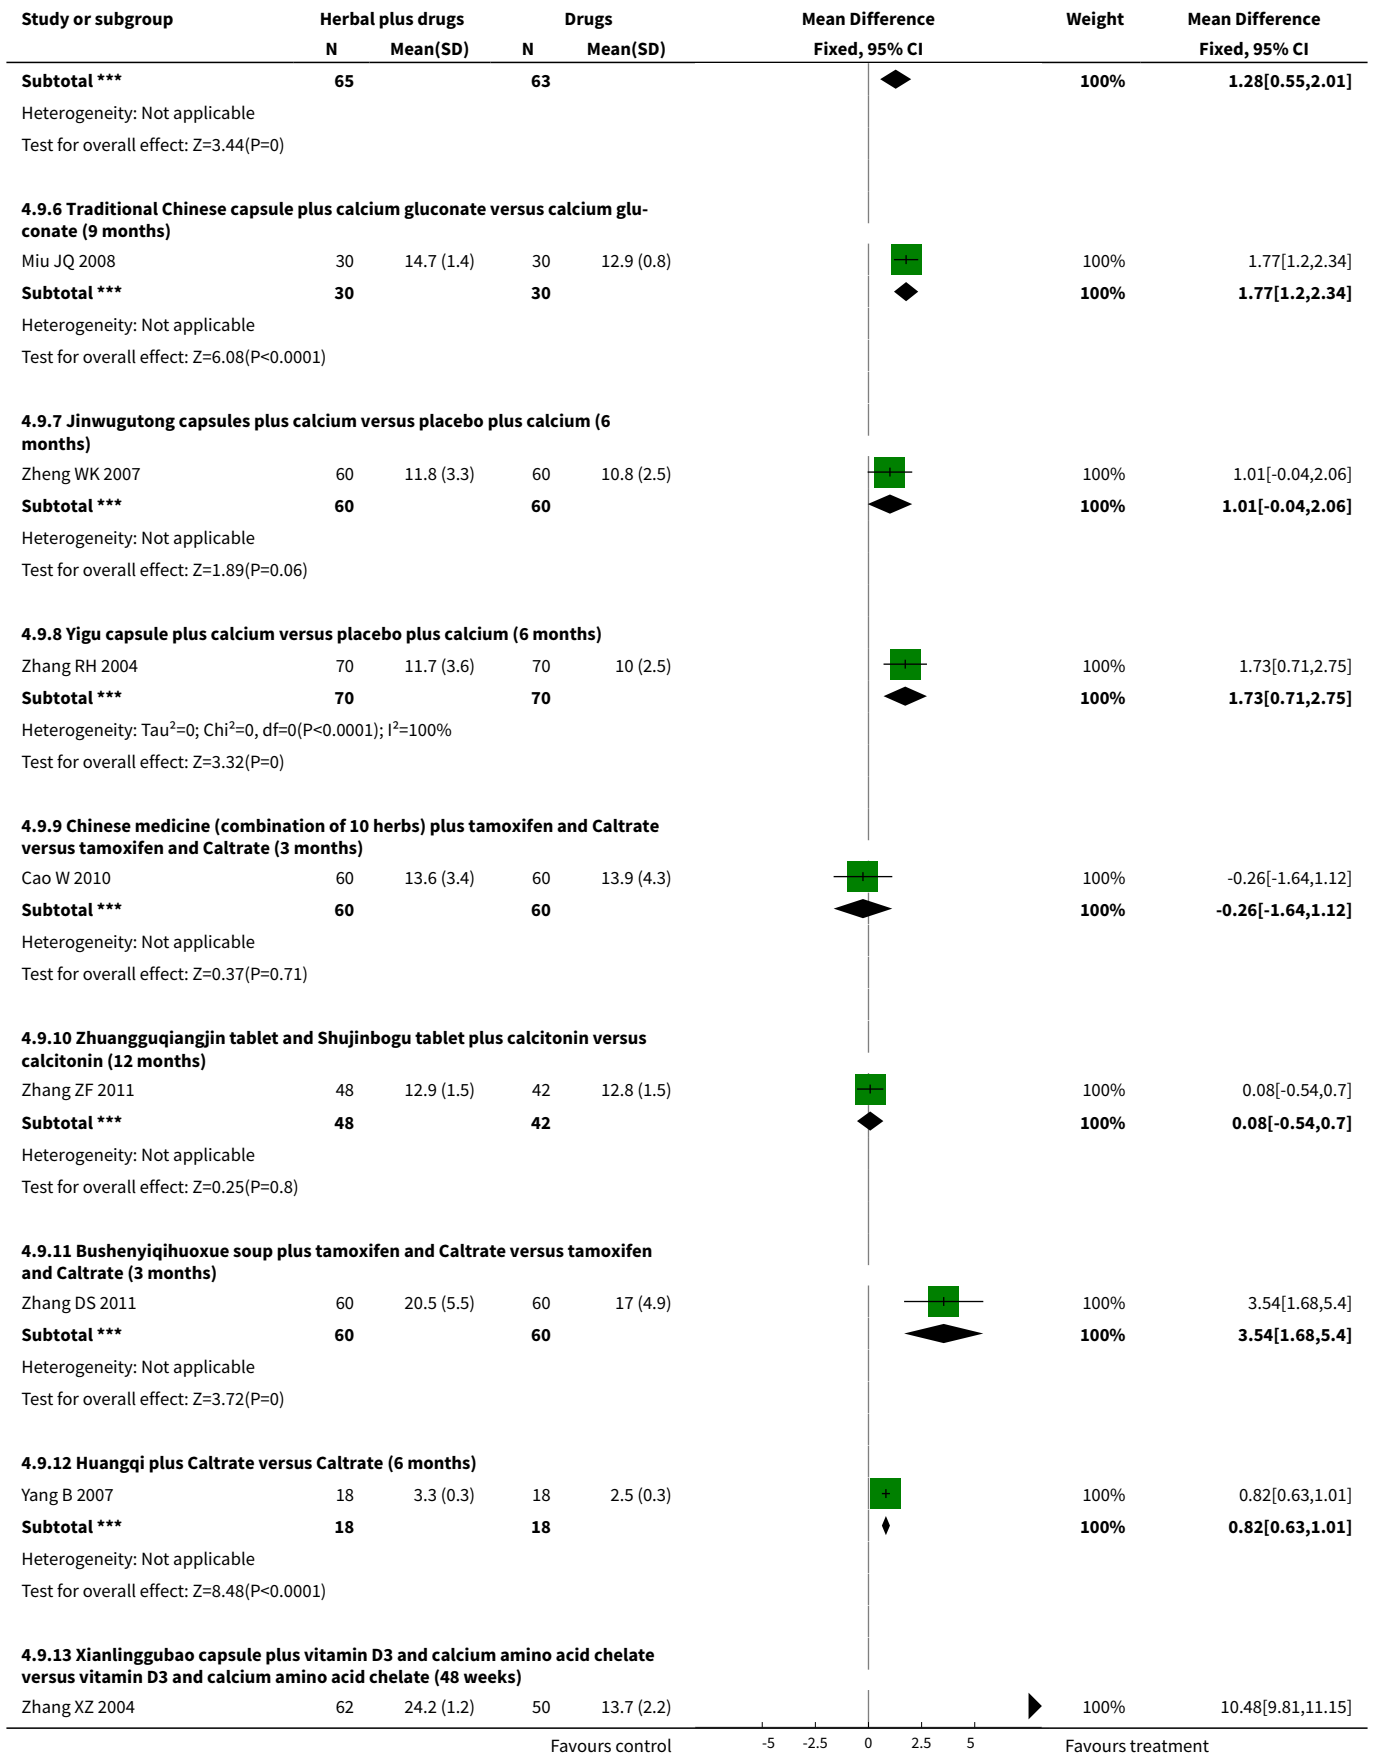 Study or subgroup Herbal plus drugs Drugs Mean Difference Weight Mean Difference
N Mean(SD) N Mean(SD) Fixed, 95% CI Fixed, 95% CI
Subtotal *** 65 63 100% 1.28[0.55,2.01]
Heterogeneity: Not applicable
Test for overall effect: Z=3.44(P=0)
4.9.6 Traditional Chinese capsule plus calcium gluconate versus calcium glu-
conate (9 months)
Miu JQ 2008 30 14.7 (1.4) 30 12.9 (0.8) 100% 1.77[1.2,2.34]
Subtotal *** 30 30 100% 1.77[1.2,2.34]
Heterogeneity: Not applicable
Test for overall effect: Z=6.08(P<0.0001)
4.9.7 Jinwugutong capsules plus calcium versus placebo plus calcium (6
months)
Zheng WK 2007 60 11.8 (3.3) 60 10.8 (2.5) 100% 1.01[-0.04,2.06]
Subtotal *** 60 60 100% 1.01[-0.04,2.06]
Heterogeneity: Not applicable
Test for overall effect: Z=1.89(P=0.06)
4.9.8 Yigu capsule plus calcium versus placebo plus calcium (6 months)
Zhang RH 2004 70 11.7 (3.6) 70 10 (2.5) 100% 1.73[0.71,2.75]
Subtotal *** 70 70 100% 1.73[0.71,2.75]
Heterogeneity: Tau²=0; Chi²=0, df=0(P<0.0001); I²=100%
Test for overall effect: Z=3.32(P=0)
4.9.9 Chinese medicine (combination of 10 herbs) plus tamoxifen and Caltrate
versus tamoxifen and Caltrate (3 months)
Cao W 2010 60 13.6 (3.4) 60 13.9 (4.3) 100% -0.26[-1.64,1.12]
Subtotal *** 60 60 100% -0.26[-1.64,1.12]
Heterogeneity: Not applicable
Test for overall effect: Z=0.37(P=0.71)
4.9.10 Zhuangguqiangjin tablet and Shujinbogu tablet plus calcitonin versus
calcitonin (12 months)
Zhang ZF 2011 48 12.9 (1.5) 42 12.8 (1.5) 100% 0.08[-0.54,0.7]
Subtotal *** 48 42 100% 0.08[-0.54,0.7]
Heterogeneity: Not applicable
Test for overall effect: Z=0.25(P=0.8)
4.9.11 Bushenyiqihuoxue soup plus tamoxifen and Caltrate versus tamoxifen
and Caltrate (3 months)
Zhang DS 2011 60 20.5 (5.5) 60 17 (4.9) 100% 3.54[1.68,5.4]
Subtotal *** 60 60 100% 3.54[1.68,5.4]
Heterogeneity: Not applicable
Test for overall effect: Z=3.72(P=0)
4.9.12 Huangqi plus Caltrate versus Caltrate (6 months)
Yang B 2007 18 3.3 (0.3) 18 2.5 (0.3) 100% 0.82[0.63,1.01]
Subtotal *** 18 18 100% 0.82[0.63,1.01]
Heterogeneity: Not applicable
Test for overall effect: Z=8.48(P<0.0001)
4.9.13 Xianlinggubao capsule plus vitamin D3 and calcium amino acid chelate
versus vitamin D3 and calcium amino acid chelate (48 weeks)
Zhang XZ 2004 62 24.2 (1.2) 50 13.7 (2.2) 100% 10.48[9.81,11.15]
Favours control -5 -2.5 0 2.5 5 Favours treatment